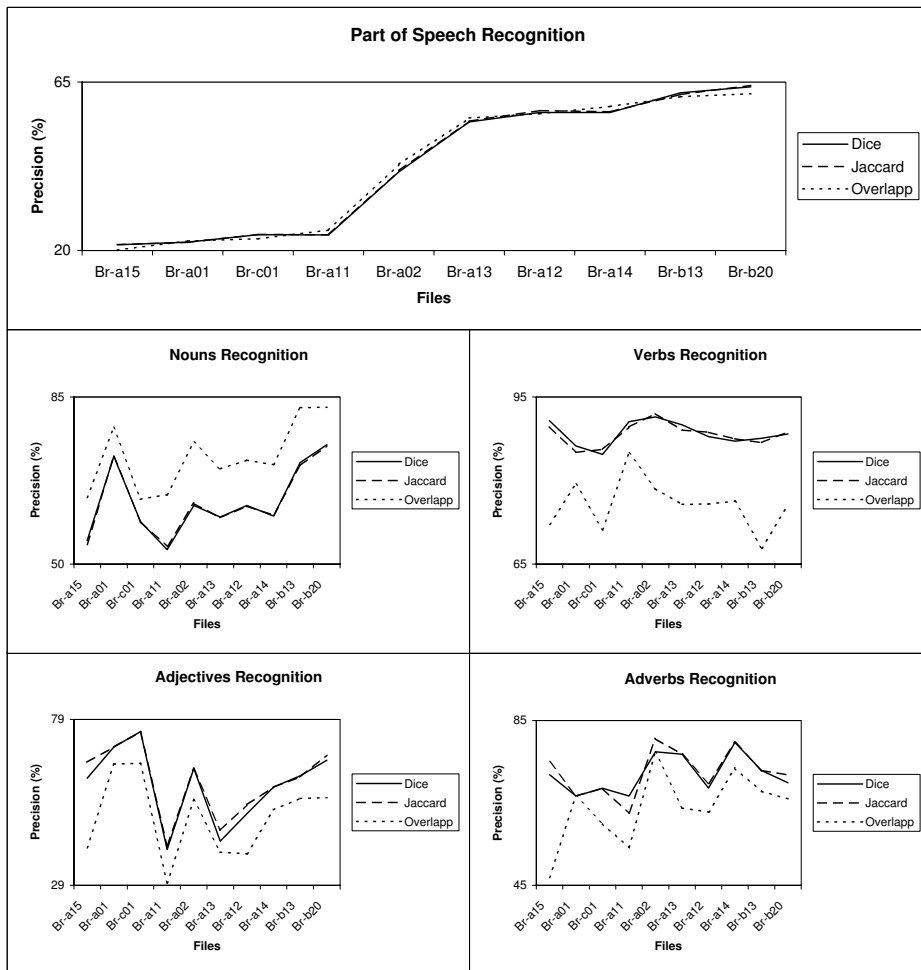 Part of Speech Recognition
65
20
Precision (%)
Br-a15 Br-a01 Br-c01 Br-a11 Br-a02 Br-a13 Br-a12 Br-a14 Br-b13 Br-b20
Files
Dice
Jaccard
Overlapp
Nouns Recognition
85
50
Precision (%)
Br-a15 Br-a01 Br-c01 Br-a11 Br-a02 Br-a13 Br-a12 Br-a14 Br-b13 Br-b20
Files
Dice
Jaccard
Overlapp
Verbs Recognition
95
65
Precision (%)
Br-a15 Br-a01 Br-c01 Br-a11 Br-a02 Br-a13 Br-a12 Br-a14 Br-b13 Br-b20
Files
Dice
Jaccard
Overlapp
Adjectives Recognition
79
29
Precision (%)
Br-a15 Br-a01 Br-c01 Br-a11 Br-a02 Br-a13 Br-a12 Br-a14 Br-b13 Br-b20
Files
Dice
Jaccard
Overlapp
Adverbs Recognition
85
45
Precision (%)
Br-a15 Br-a01 Br-c01 Br-a11 Br-a02 Br-a13 Br-a12 Br-a14 Br-b13 Br-b20
Files
Dice
Jaccard
Overlapp